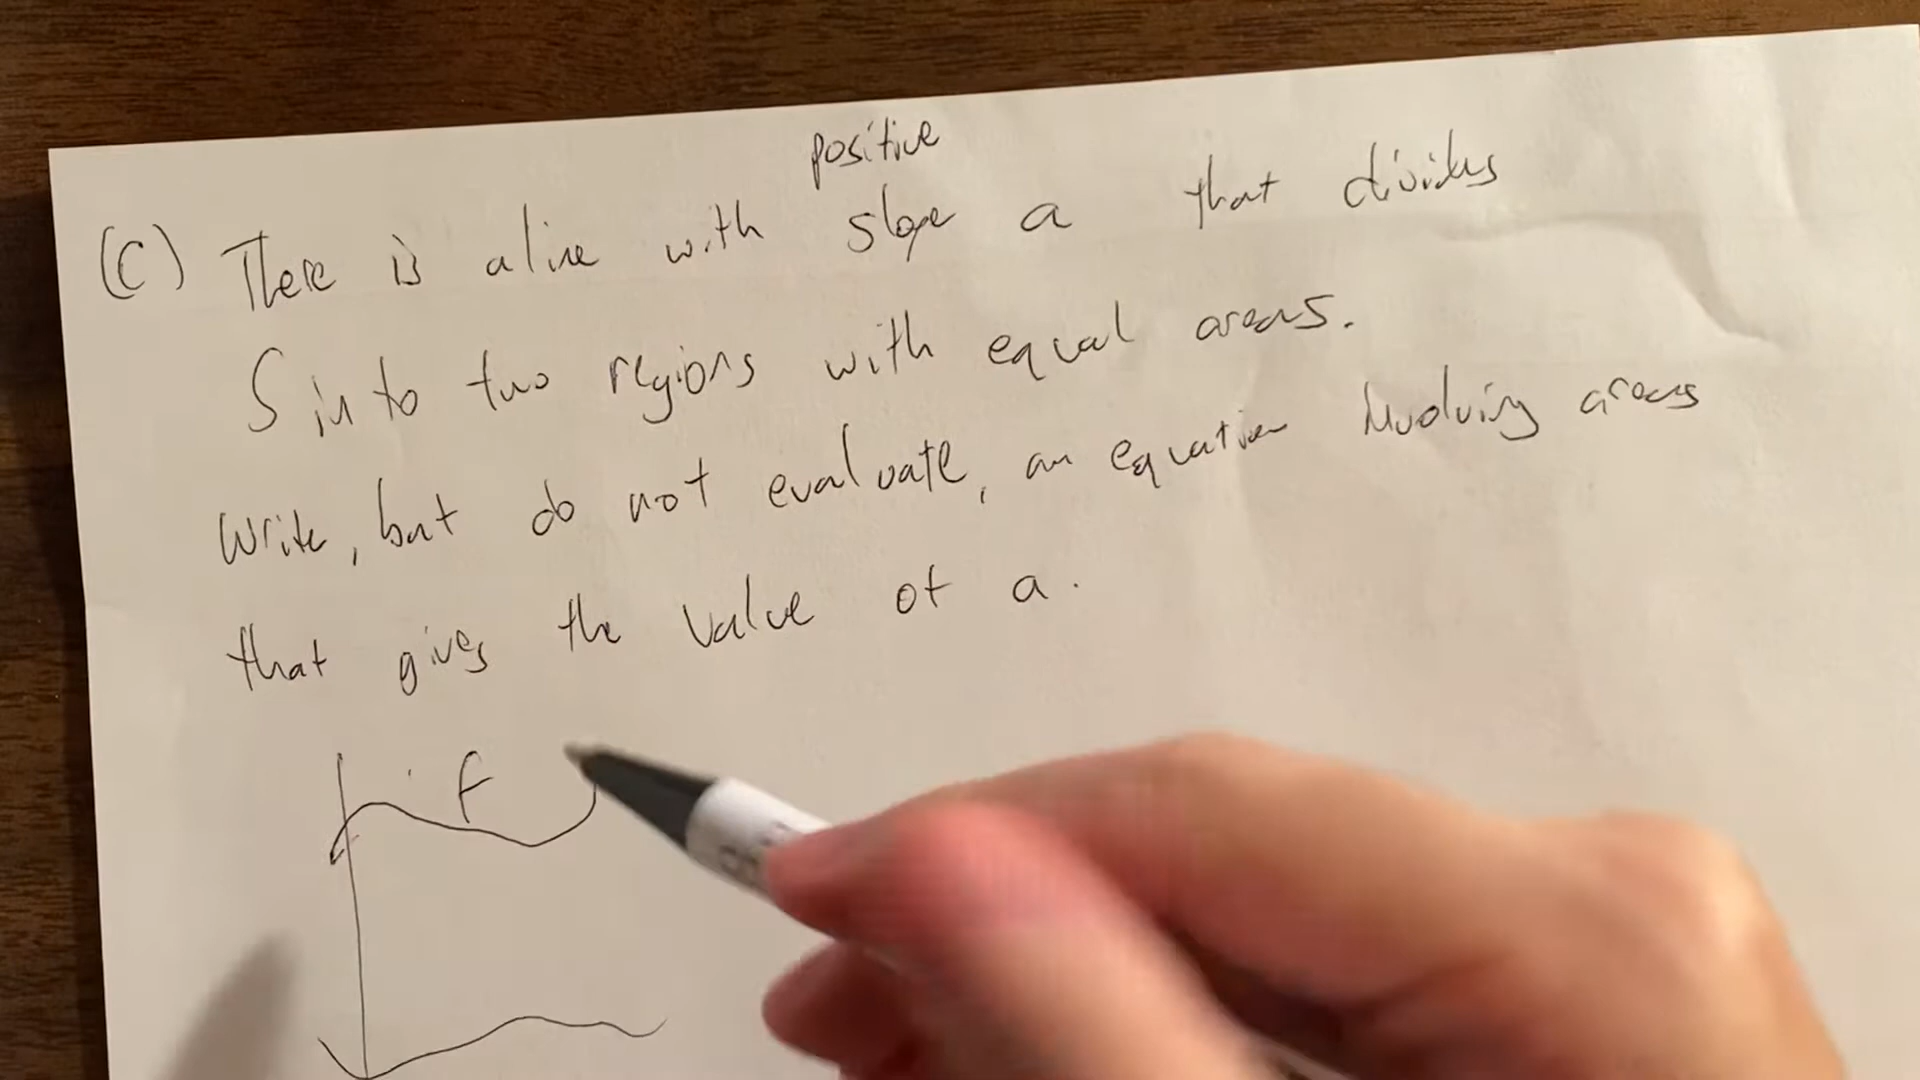 positive
(C) There is a line with slope a that divides
S into two regions with equal areas.
Write, but do not evaluate, an equation involving areas
that gives the value of a.
f